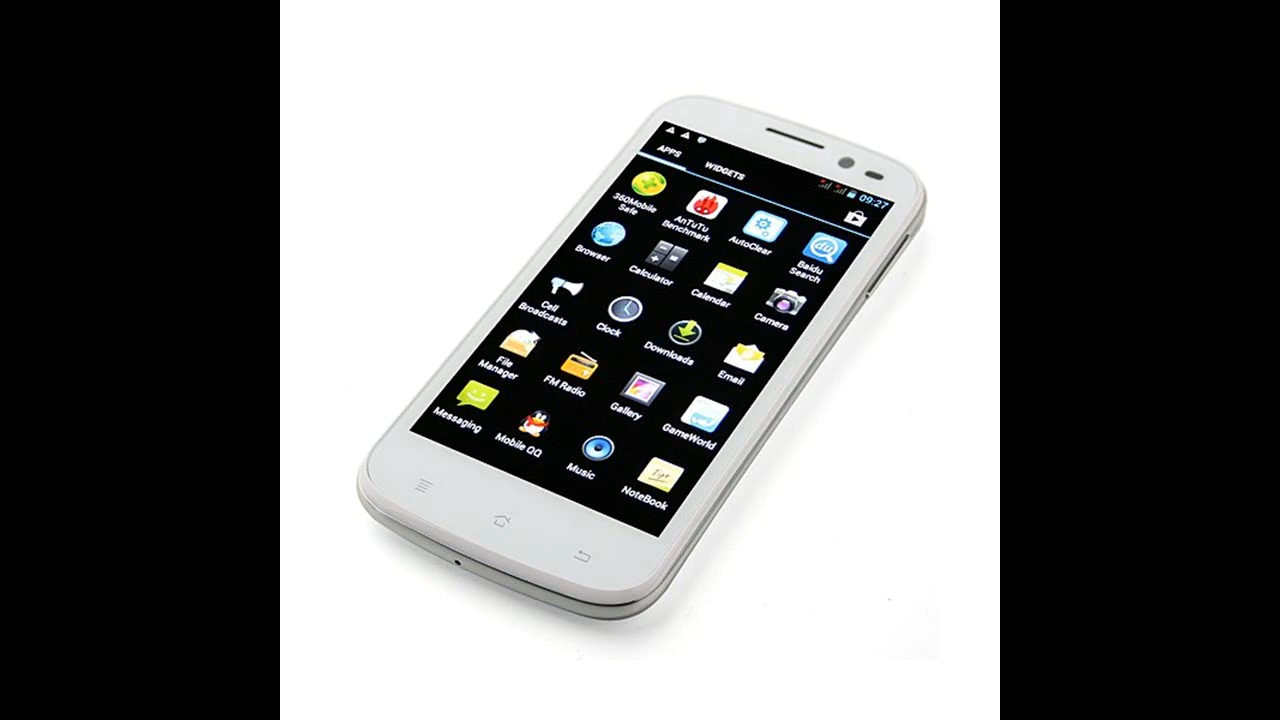 09:27
APPS WIDGETS
360Mobile
Safe
AnTuTu
Benchmark
AutoClear
Baidu
Search
Browser
Calculator
Calendar
Camera
Cell
Broadcasts
Clock
Downloads
Email
File
Manager
FM Radio
Gallery
GameWorld
Messaging
Mobile QQ
Music
NoteBook
du